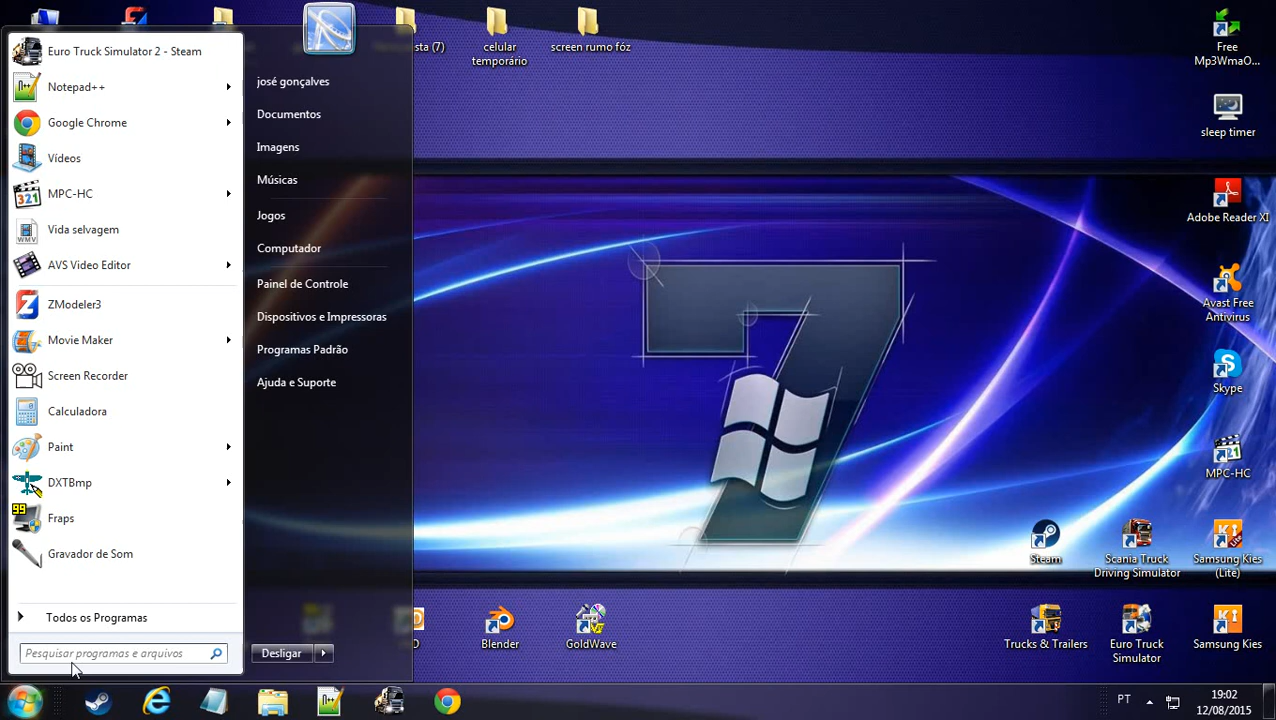 Euro Truck Simulator 2 - Steam
Notepad++
Google Chrome
Vídeos
MPC-HC
321
Vida selvagem
WMV
AVS Video Editor
ZModeler3
Movie Maker
Screen Recorder
Calculadora
Paint
DXTBmp
99
Fraps
Gravador de Som
Todos os Programas
Pesquisar programas e arquivos
josé gonçalves
Documentos
Imagens
Músicas
Jogos
Computador
Painel de Controle
Dispositivos e Impressoras
Programas Padrão
Ajuda e Suporte
Desligar
sta (7)
celular
temporário
screen rumo fóz
Free
Mp3WmaO...
sleep timer
Adobe Reader XI
Avast Free
Antivirus
Skype
MPC-HC
Steam
Scania Truck
Driving Simulator
Samsung Kies
(Lite)
Blender
GoldWave
Trucks & Trailers
Euro Truck
Simulator
Samsung Kies
PT
19:02
12/08/2015